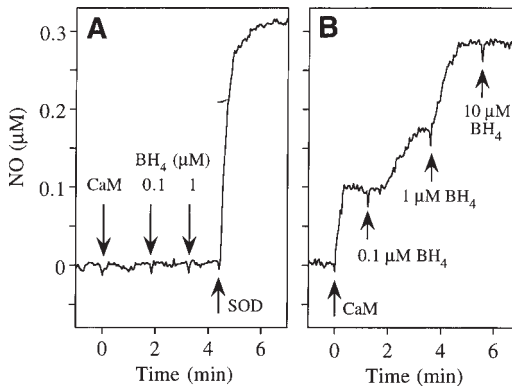 A
B
0.3
0.2
0.1
0
NO (μM)
BH4 (μM)
CaM
0.1
1
SOD
10 μM
BH4
1 μM BH4
0.1 μM BH4
CaM
0
2
4
6
0
2
4
6
Time (min)
Time (min)